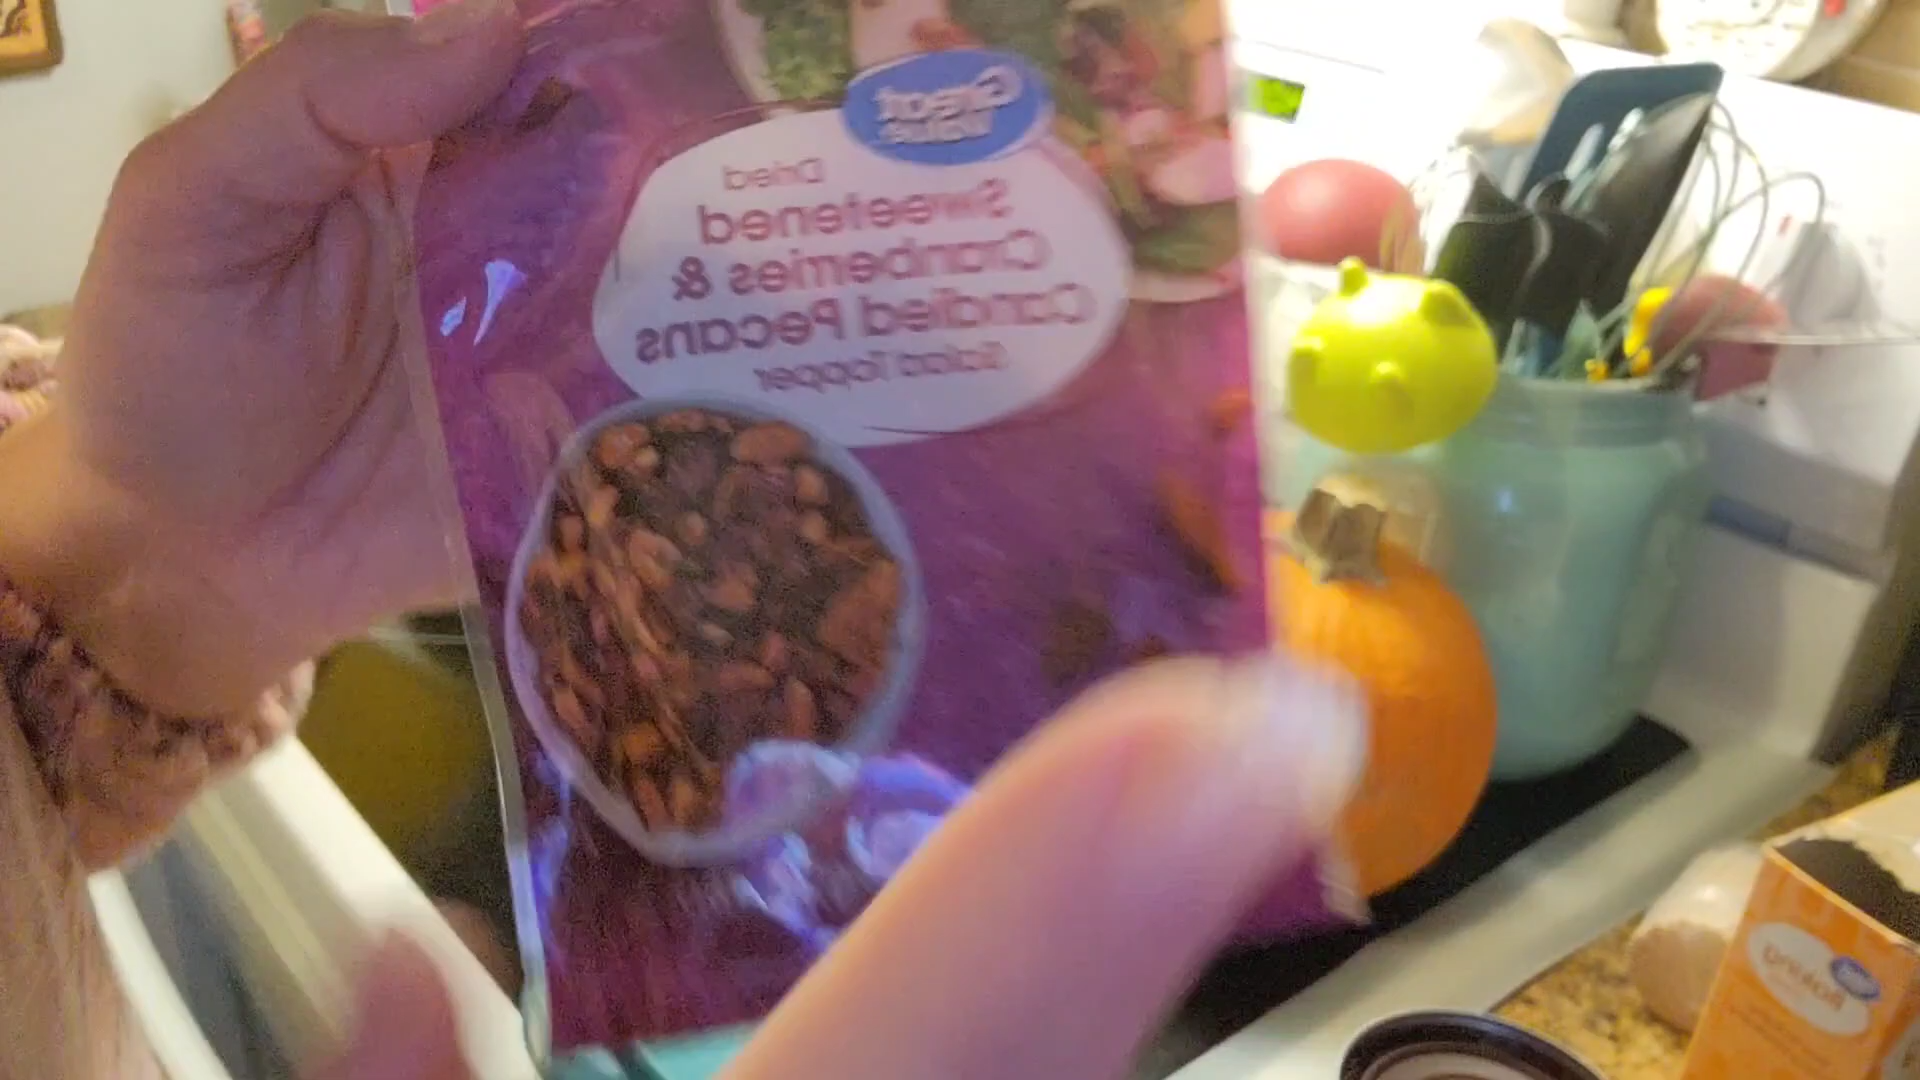 Great
Value
Dried
Sweetened
Cranberries &
Candied Pecans
Salad Topper